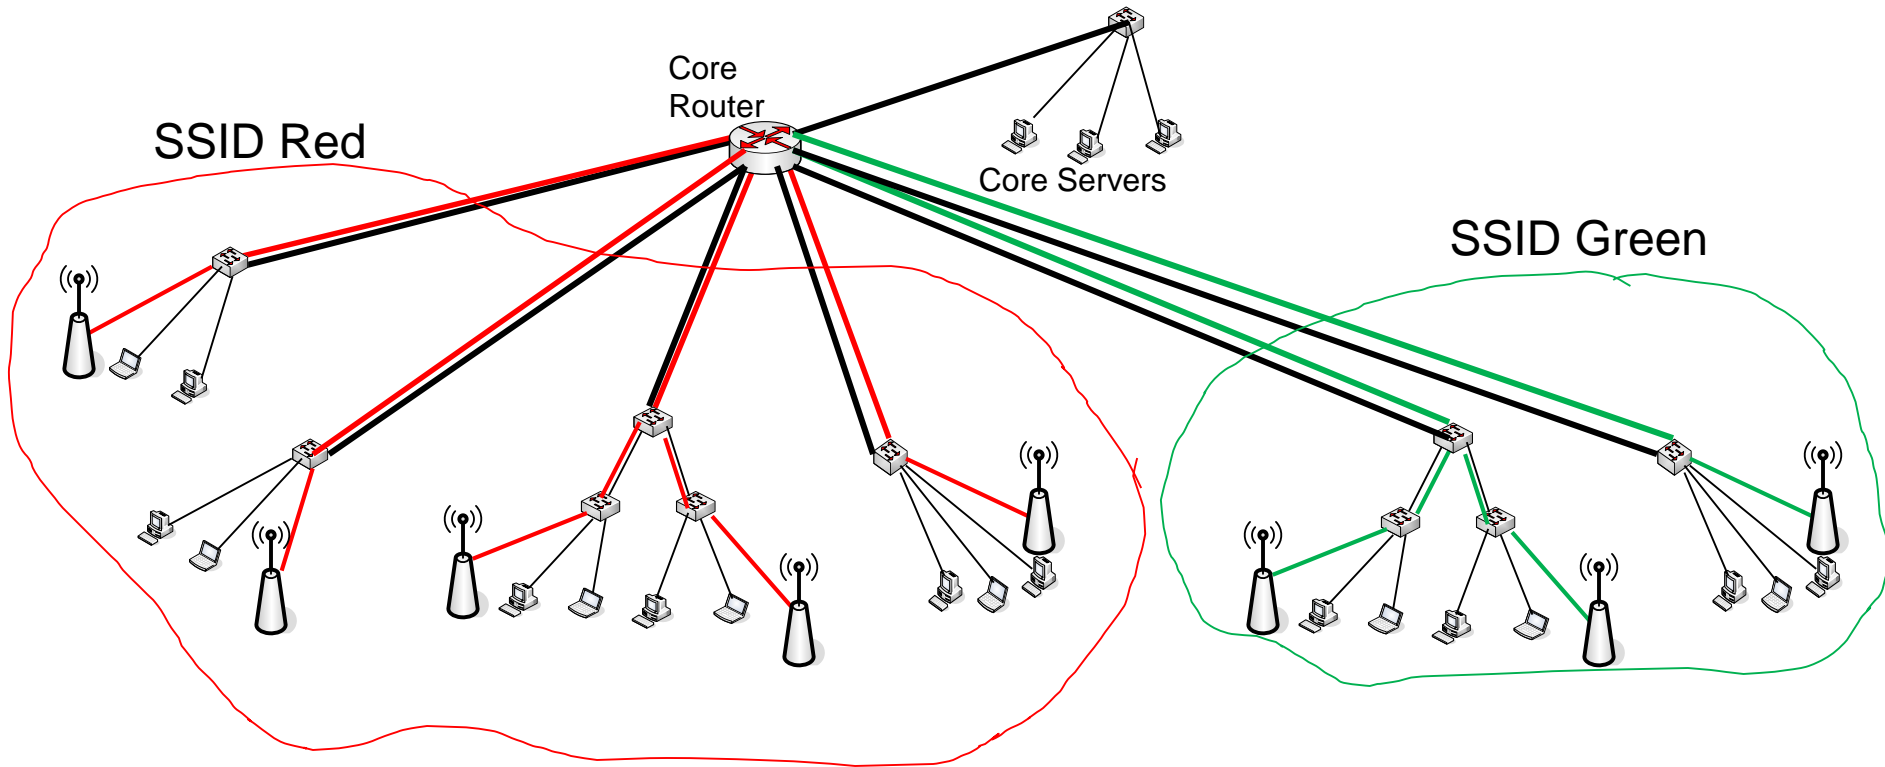 Core
Router
SSID Red
Core Servers
SSID Green